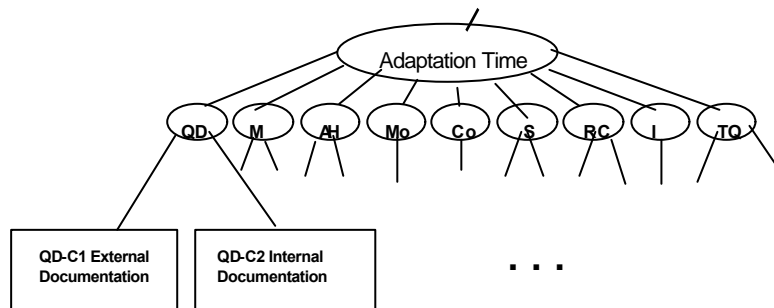 Adaptation Time
QD M AH Mo Co S RC I TQ
QD-C1 External
Documentation
QD-C2 Internal
Documentation
. . .